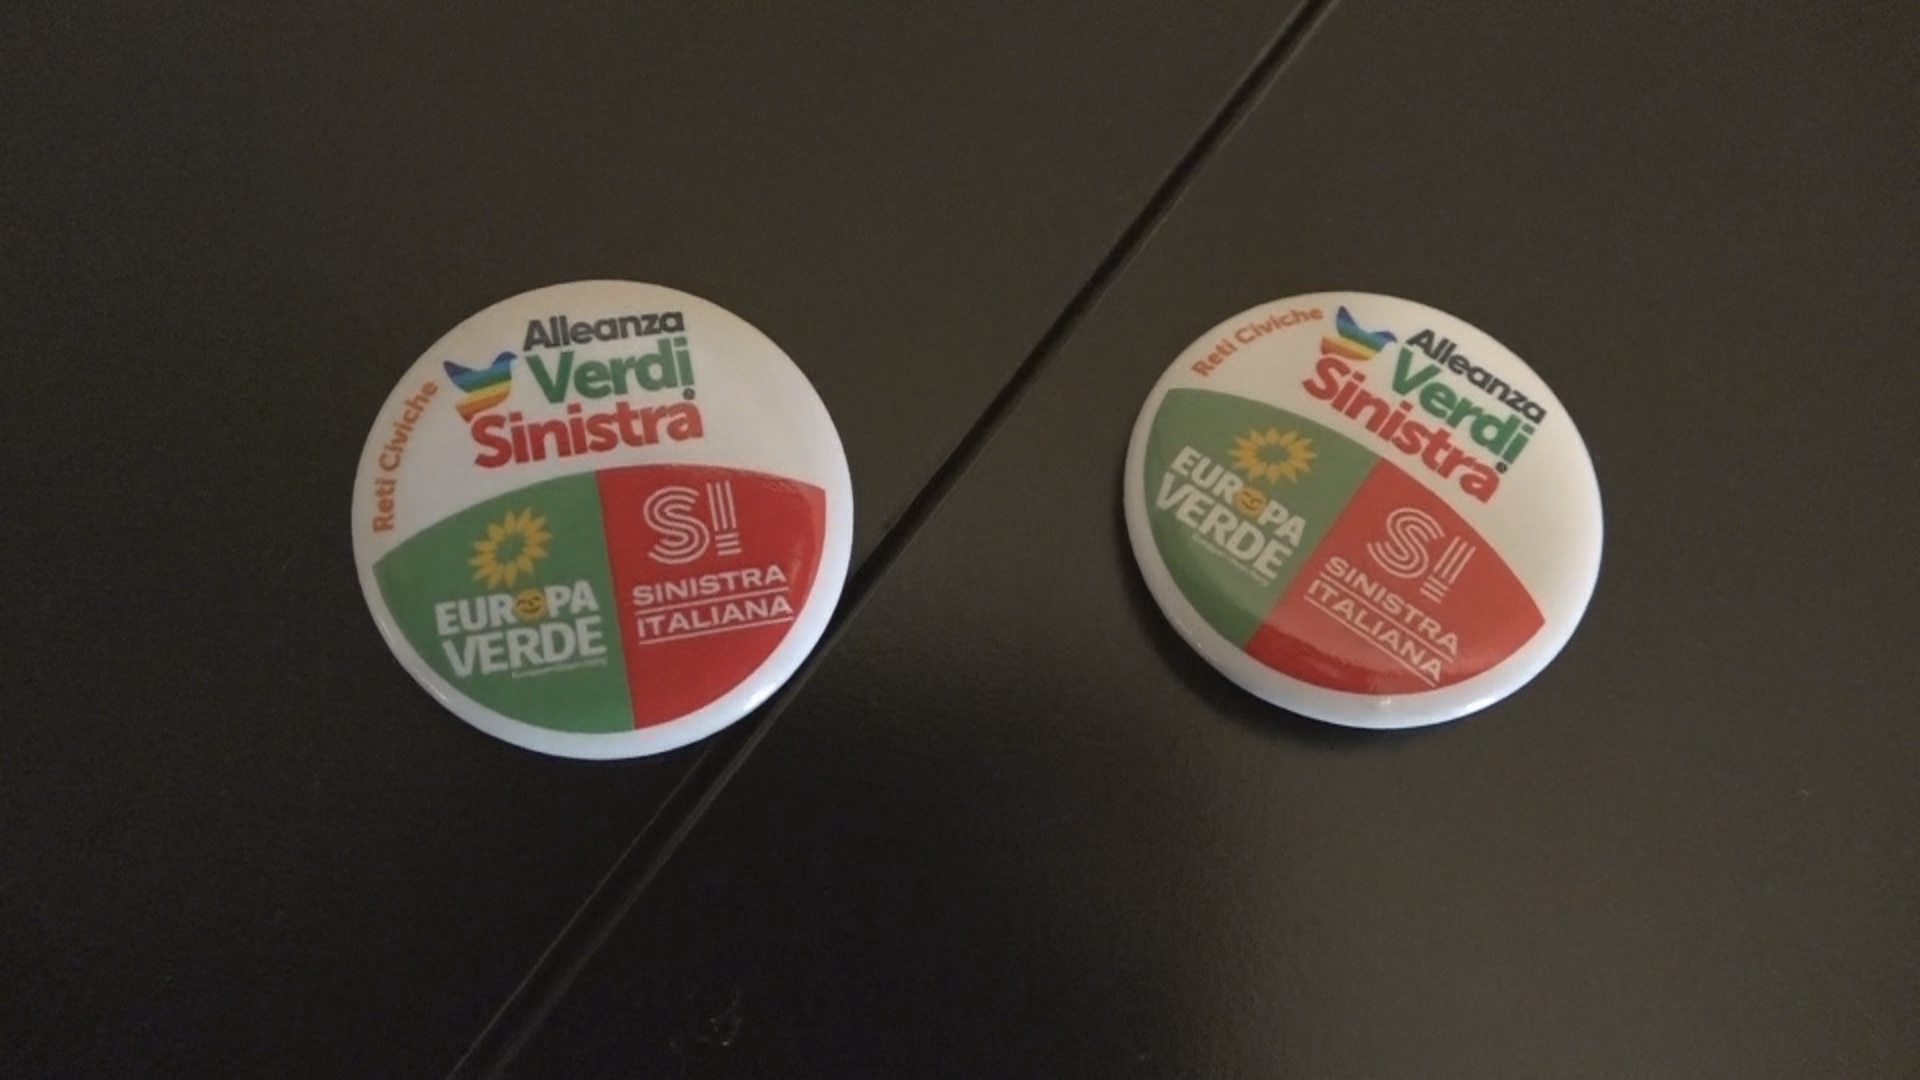 Reti Civiche
Alleanza
Verdi
Sinistra
EUROPA
VERDE
SI
SINISTRA
ITALIANA
Reti Civiche
Alleanza
Verdi
Sinistra
EUROPA
VERDE
SI
SINISTRA
ITALIANA